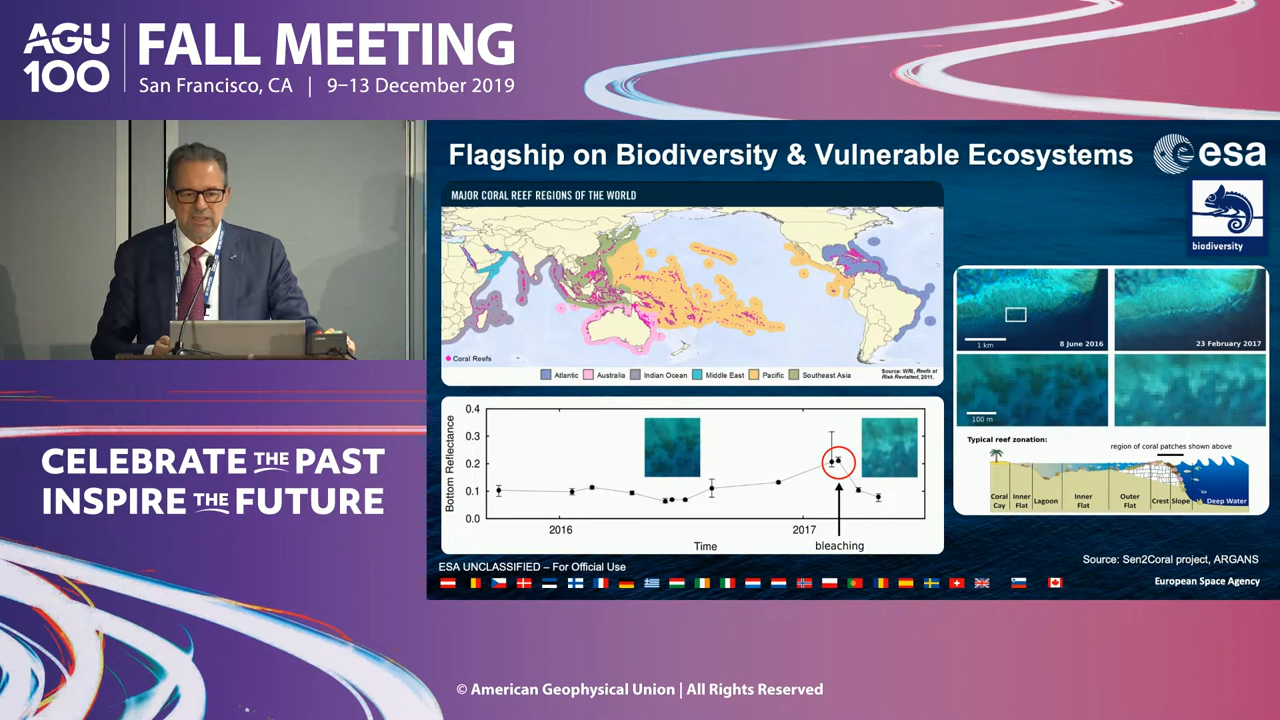 AGU
100
FALL MEETING
San Francisco, CA | 9–13 December 2019
Flagship on Biodiversity & Vulnerable Ecosystems
esa
biodiversity
MAJOR CORAL REEF REGIONS OF THE WORLD
Coral Reefs
Atlantic
Australia
Indian Ocean
Middle East
Pacific
Southeast Asia
Source: WRI, Reefs at
Risk Revisited, 2011.
1 km
8 June 2016
23 February 2017
100 m
Typical reef zonation:
region of coral patches shown above
Coral
Cay
Inner
Flat
Lagoon
Inner
Flat
Outer
Flat
Crest
Slope
Deep Water
Bottom Reflectance
0.4
0.3
0.2
0.1
0.0
2016
2017
Time
bleaching
Source: Sen2Coral project, ARGANS
ESA UNCLASSIFIED – For Official Use
European Space Agency
CELEBRATE THE PAST
INSPIRE THE FUTURE
© American Geophysical Union | All Rights Reserved